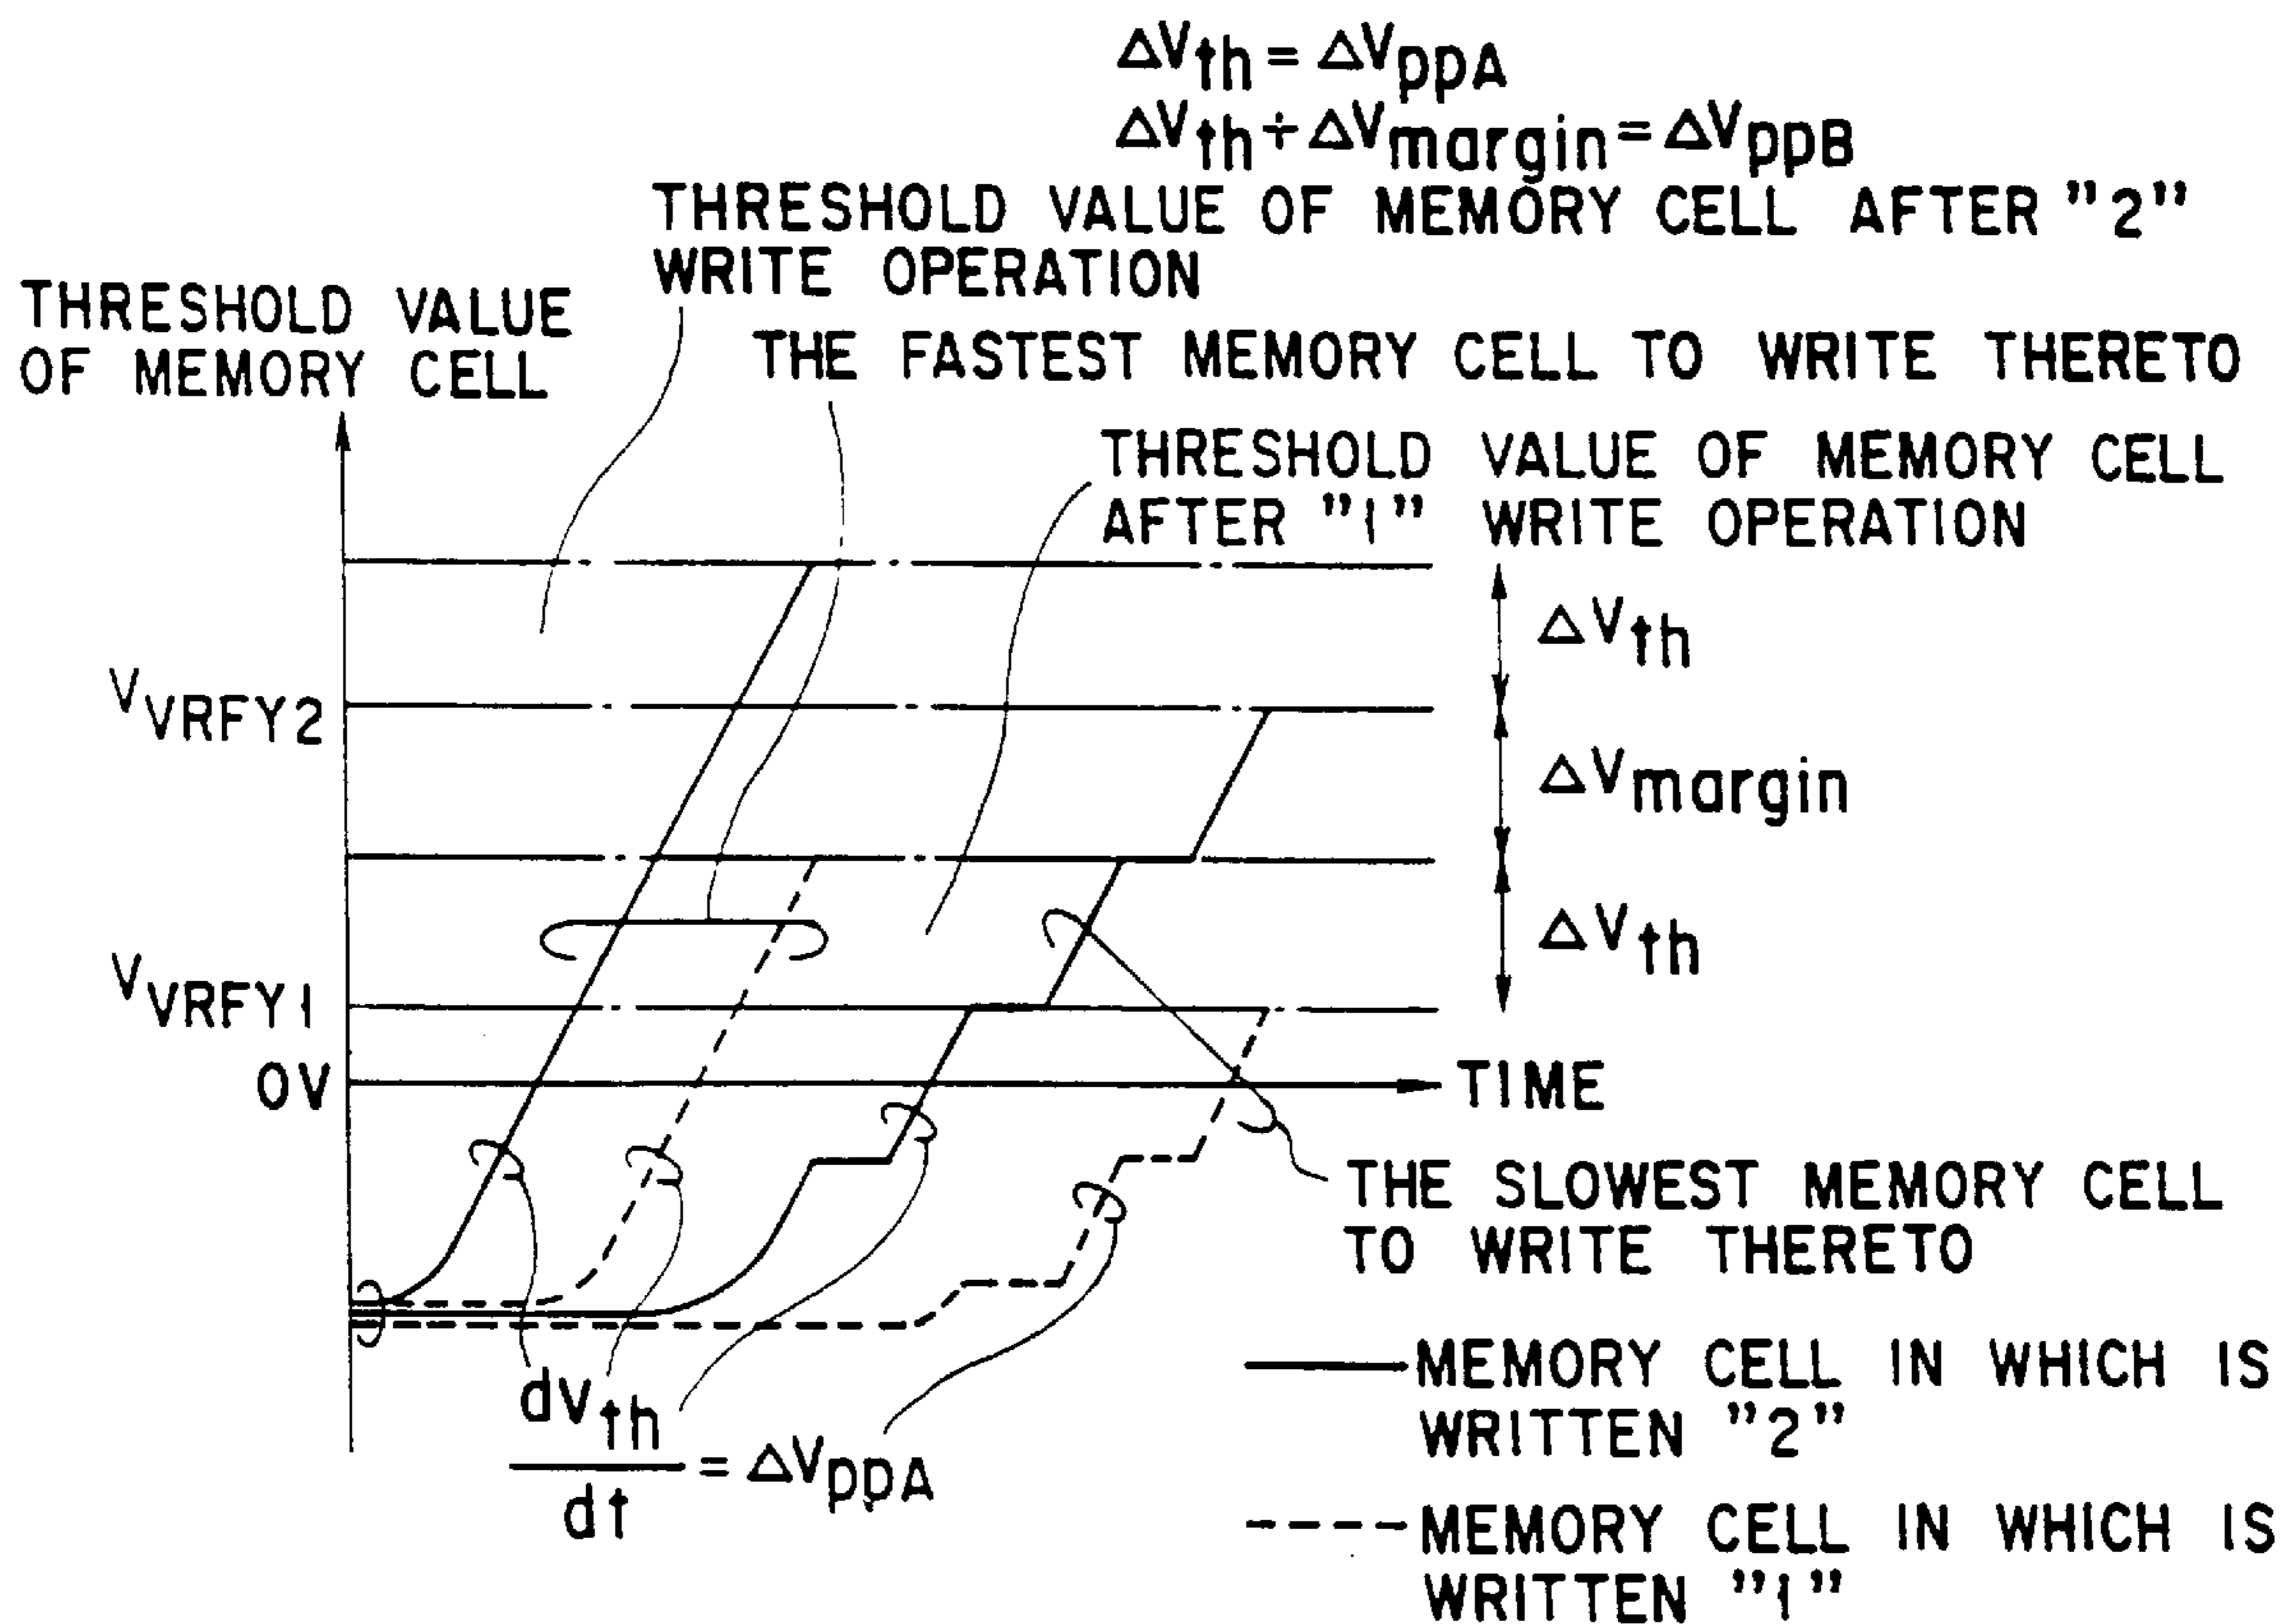 ΔVth = ΔVppA
ΔVth + ΔVmargin = ΔVppB
THRESHOLD VALUE OF MEMORY CELL AFTER "2"
WRITE OPERATION
THRESHOLD VALUE
OF MEMORY CELL
THE FASTEST MEMORY CELL TO WRITE THERETO
THRESHOLD VALUE OF MEMORY CELL
AFTER "1" WRITE OPERATION
ΔVth
VVRFY2
ΔVmargin
ΔVth
VVRFY1
0V
TIME
THE SLOWEST MEMORY CELL
TO WRITE THERETO
MEMORY CELL IN WHICH IS
WRITTEN "2"
dVth
dt
= ΔVppA
MEMORY CELL IN WHICH IS
WRITTEN "1"